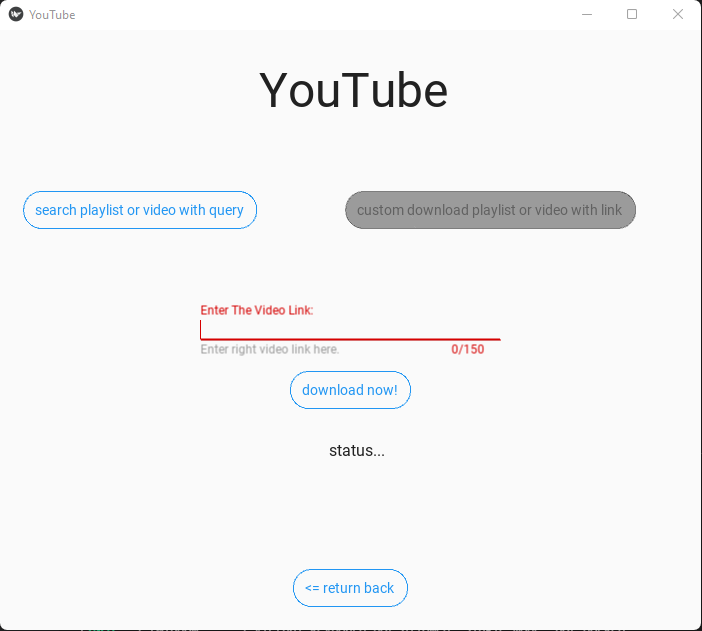 YouTube
YouTube
search playlist or video with query
custom download playlist or video with link
Enter The Video Link:
Enter right video link here.
0/150
download now!
status...
<= return back